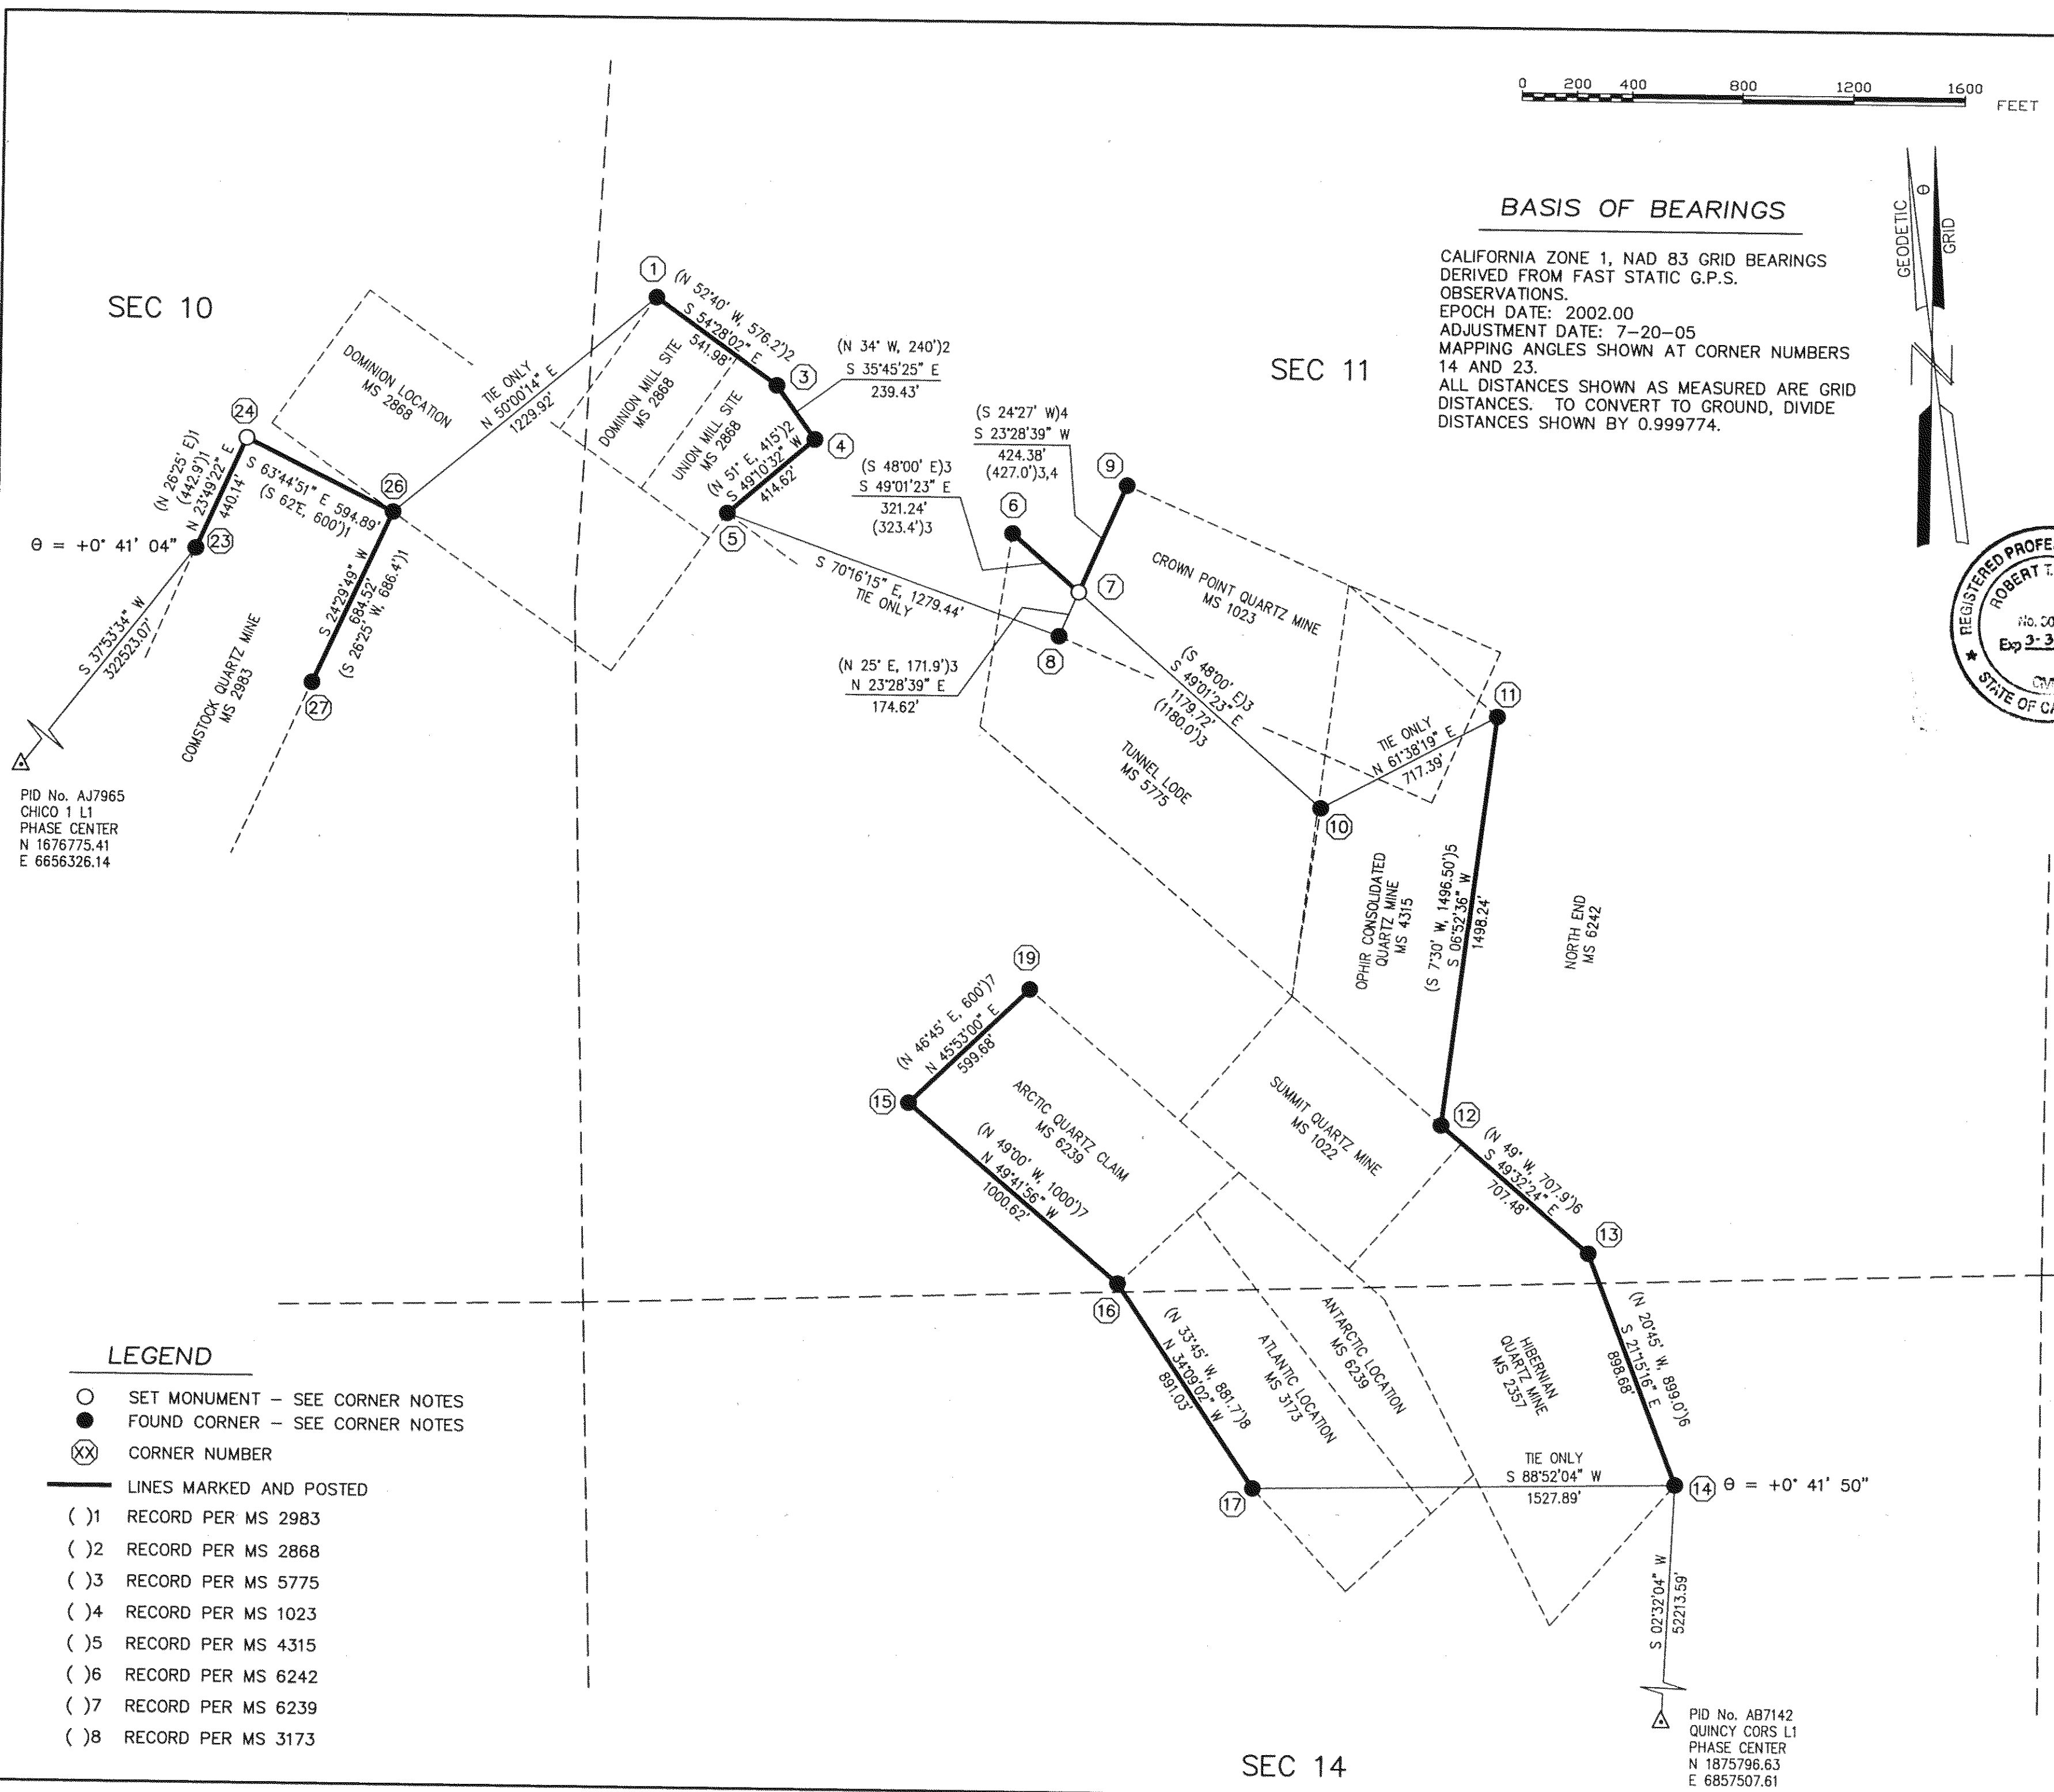 0 200 400 800 1200 1600 FEET
GEODETIC
θ
GRID
BASIS OF BEARINGS
CALIFORNIA ZONE 1, NAD 83 GRID BEARINGS
DERIVED FROM FAST STATIC G.P.S.
OBSERVATIONS.
EPOCH DATE: 2002.00
ADJUSTMENT DATE: 7-20-05
MAPPING ANGLES SHOWN AT CORNER NUMBERS
14 AND 23.
ALL DISTANCES SHOWN AS MEASURED ARE GRID
DISTANCES. TO CONVERT TO GROUND, DIVIDE
DISTANCES SHOWN BY 0.999774.
REGISTERED PROFE
ROBERT T.
Exp 3-3
STATE OF CA
SEC 10
SEC 11
DOMINION LOCATION
MS 2868
TIE ONLY
N 50°00'14" E
1229.92'
1
(N 52°40' W, 576.2')2
S 54°28'02" E
541.98'
3
(N 34° W, 240')2
S 35°45'25" E
239.43'
4
DOMINION MILL SITE
MS 2868
UNION MILL SITE
MS 2868
(N 51° E, 415')2
S 49°10'32" W
414.62'
5
24
(N 26°25' E)1
(442.9')1
N 23°49'22" E
440.14'
S 63°44'51" E 594.89'
(S 62°E, 600')1
26
θ = +0° 41' 04"
23
S 24°29'49" W
684.52'
(S 26°25' W, 686.4')1
27
COMSTOCK QUARTZ MINE
MS 2983
S 37°53'34" W
322523.07'
PID No. AJ7965
CHICO 1 L1
PHASE CENTER
N 1676775.41
E 6656326.14
S 70°16'15" E, 1279.44'
TIE ONLY
(S 24°27' W)4
S 23°28'39" W
424.38'
(427.0')3,4
(S 48°00' E)3
S 49°01'23" E
321.24'
(323.4')3
6
9
7
8
(N 25° E, 171.9')3
N 23°28'39" E
174.62'
CROWN POINT QUARTZ MINE
MS 1023
(S 48°00' E)3
S 49°01'23" E
1179.72'
(1180.0')3
TUNNEL LODE
MS 5775
11
TIE ONLY
N 61°38'19" E
717.39'
10
OPHIR CONSOLIDATED
QUARTZ MINE
MS 4315
(S 7°30' W, 1496.50')5
S 06°52'36" W
1498.24'
NORTH END
MS 6242
19
(N 46°45' E, 600')7
N 45°53'00" E
599.68'
15
ARCTIC QUARTZ CLAIM
MS 6239
(N 49°00' W, 1000')7
N 49°41'56" W
1000.62'
SUMMIT QUARTZ MINE
MS 1022
12
(N 49° W, 707.9')6
S 49°32'24" E
707.48'
13
16
(N 33°45' W, 881.7')8
N 34°09'02" W
891.03'
ATLANTIC LOCATION
MS 3173
ANTARCTIC LOCATION
MS 6239
HIBERNIAN
QUARTZ MINE
MS 2357
(N 20°45' W, 899.0')6
S 21°15'16" E
898.68'
17
TIE ONLY
S 88°52'04" W
1527.89'
14
θ = +0° 41' 50"
S 02°32'04" W
52213.59'
PID No. AB7142
QUINCY CORS L1
PHASE CENTER
N 1875796.63
E 6857507.61
SEC 14
LEGEND
SET MONUMENT - SEE CORNER NOTES
FOUND CORNER - SEE CORNER NOTES
XX CORNER NUMBER
LINES MARKED AND POSTED
( )1 RECORD PER MS 2983
( )2 RECORD PER MS 2868
( )3 RECORD PER MS 5775
( )4 RECORD PER MS 1023
( )5 RECORD PER MS 4315
( )6 RECORD PER MS 6242
( )7 RECORD PER MS 6239
( )8 RECORD PER MS 3173